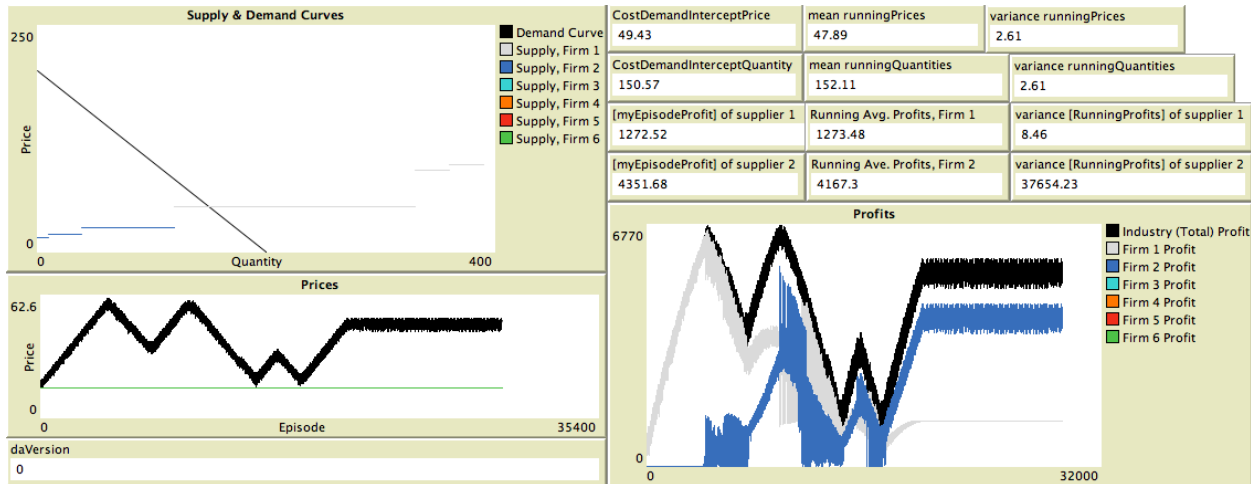 Supply & Demand Curves
250
Price
0
0
Quantity
400
Demand Curve
Supply, Firm 1
Supply, Firm 2
Supply, Firm 3
Supply, Firm 4
Supply, Firm 5
Supply, Firm 6
Prices
62.6
Price
0
0
Episode
35400
daVersion
0
CostDemandInterceptPrice
49.43
mean runningPrices
47.89
variance runningPrices
2.61
CostDemandInterceptQuantity
150.57
mean runningQuantities
152.11
variance runningQuantities
2.61
[myEpisodeProfit] of supplier 1
1272.52
Running Avg. Profits, Firm 1
1273.48
variance [RunningProfits] of supplier 1
8.46
[myEpisodeProfit] of supplier 2
4351.68
Running Ave. Profits, Firm 2
4167.3
variance [RunningProfits] of supplier 2
37654.23
Profits
6770
0
0
32000
Industry (Total) Profit
Firm 1 Profit
Firm 2 Profit
Firm 3 Profit
Firm 4 Profit
Firm 5 Profit
Firm 6 Profit